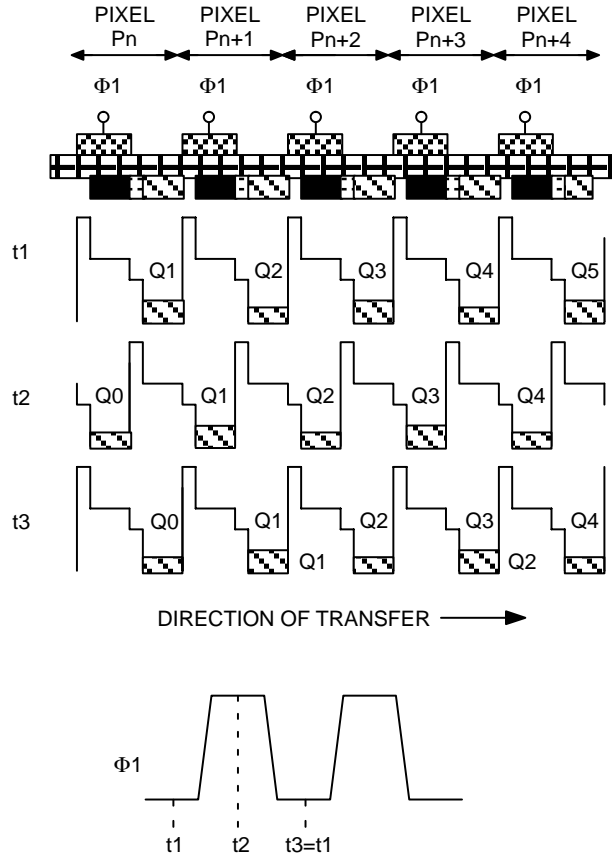 PIXEL PIXEL PIXEL PIXEL PIXEL
Pn Pn+1 Pn+2 Pn+3 Pn+4
Φ1 Φ1 Φ1 Φ1 Φ1
t1 Q1 Q2 Q3 Q4 Q5
t2 Q0 Q1 Q2 Q3 Q4
t3 Q0 Q1 Q2 Q3 Q4
Q1 Q2
DIRECTION OF TRANSFER
Φ1
t1 t2 t3=t1